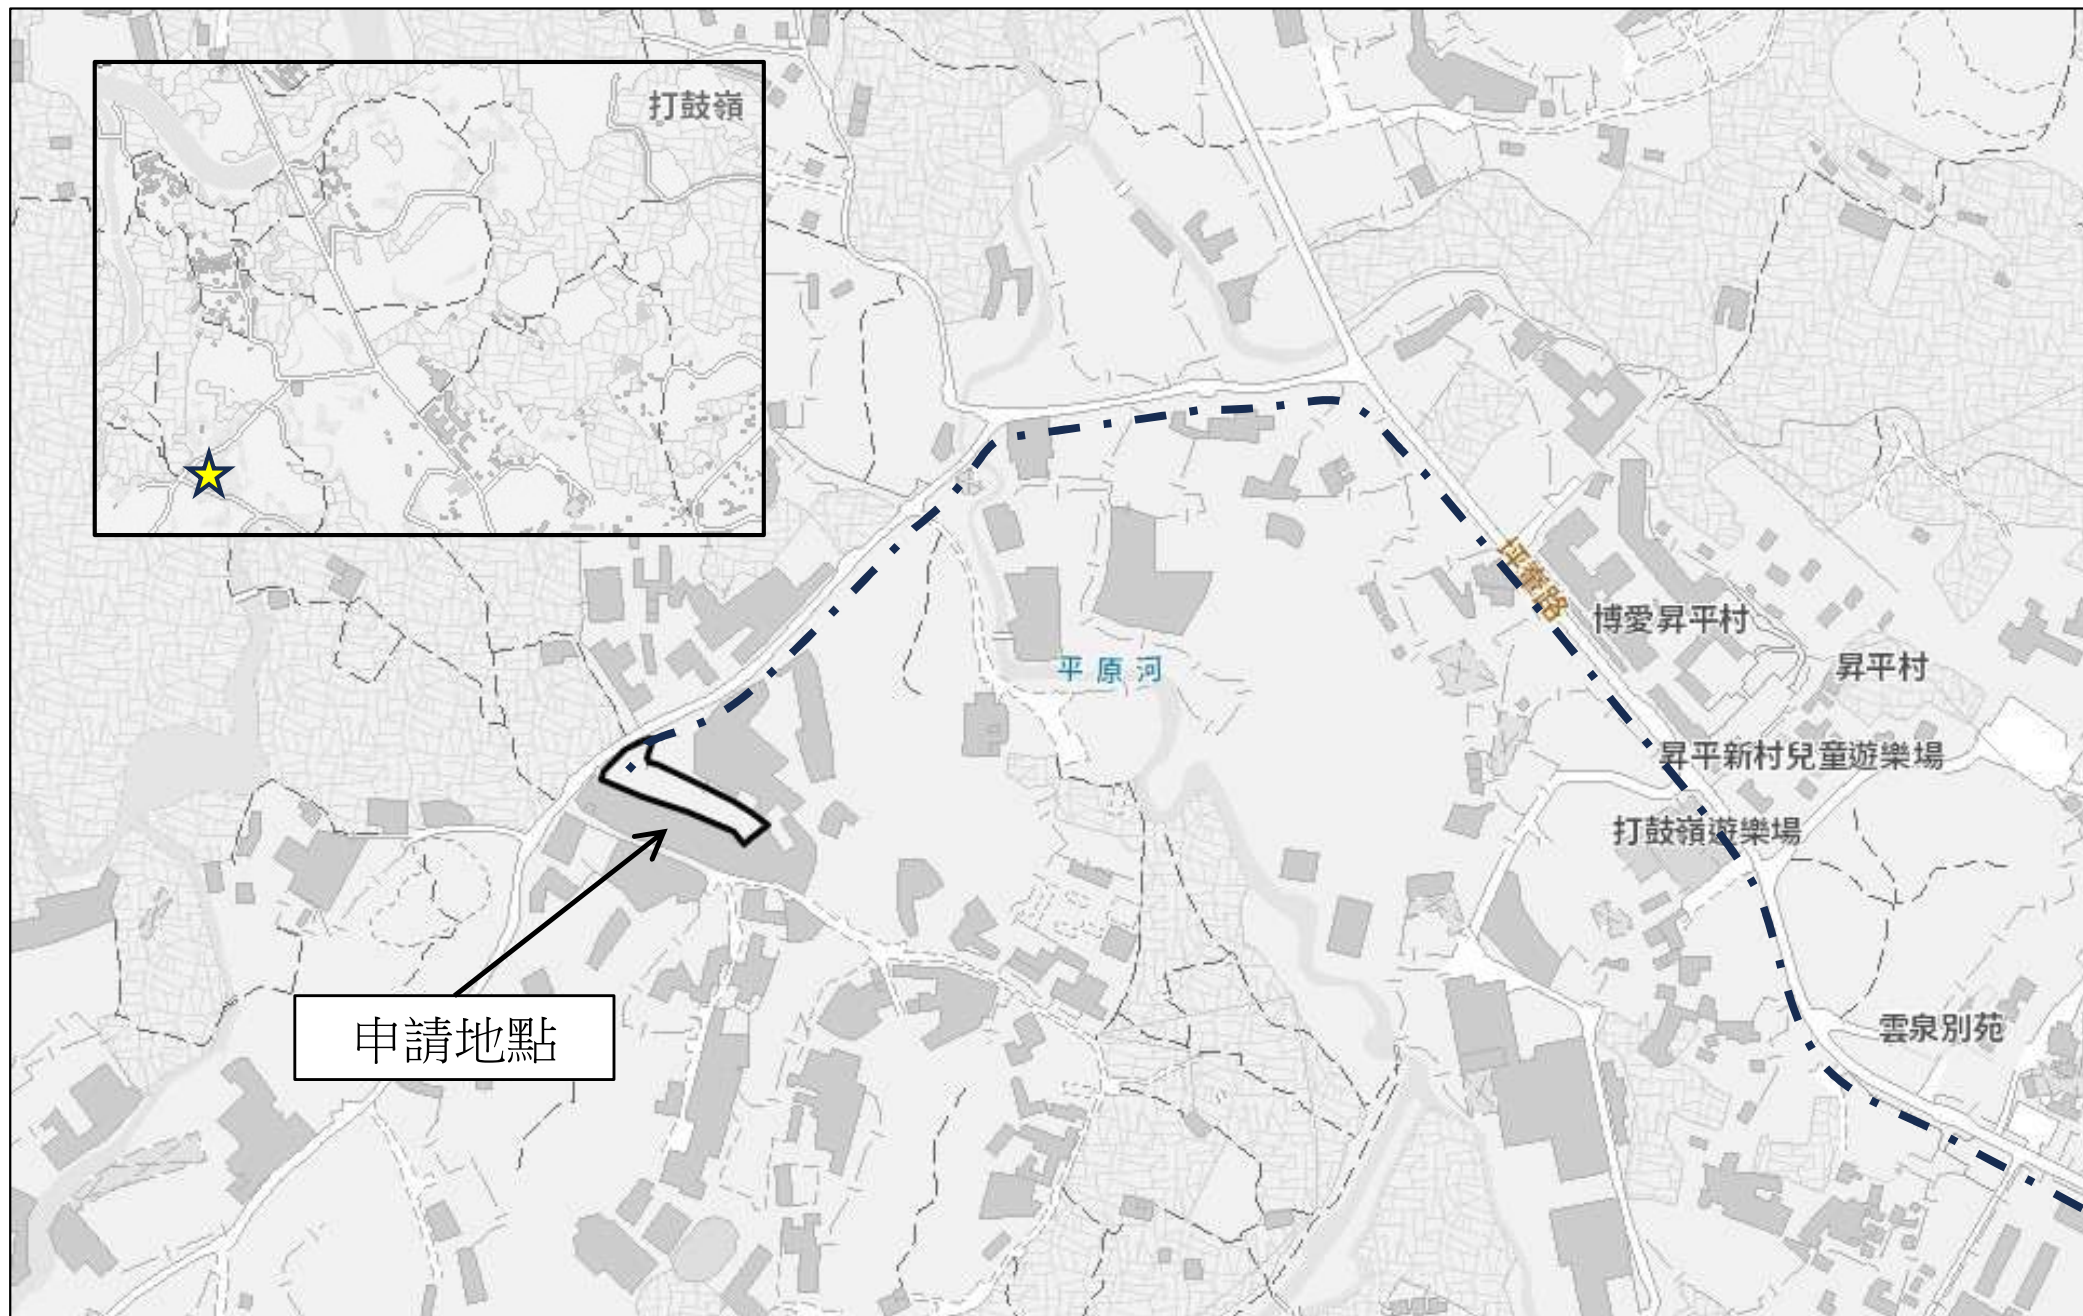 打鼓嶺
坪輋路
博愛昇平村
昇平村
平原河
昇平新村兒童遊樂場
打鼓嶺遊樂場
雲泉別苑
申請地點